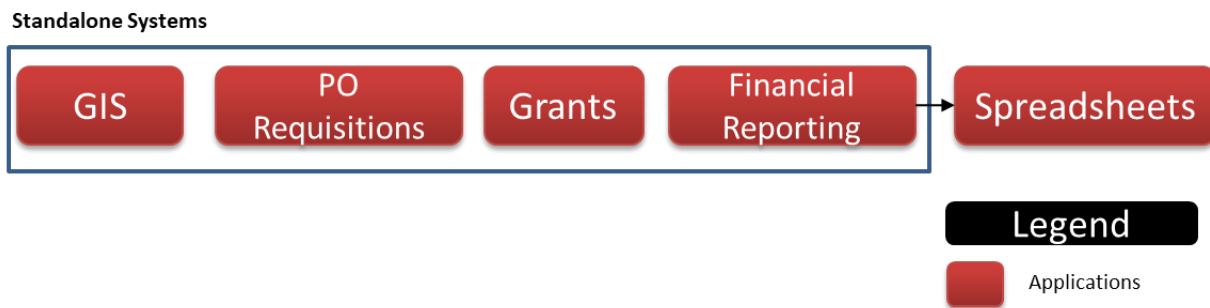 Standalone Systems
GIS
PO
Requisitions
Grants
Financial
Reporting
Spreadsheets
Legend
Applications